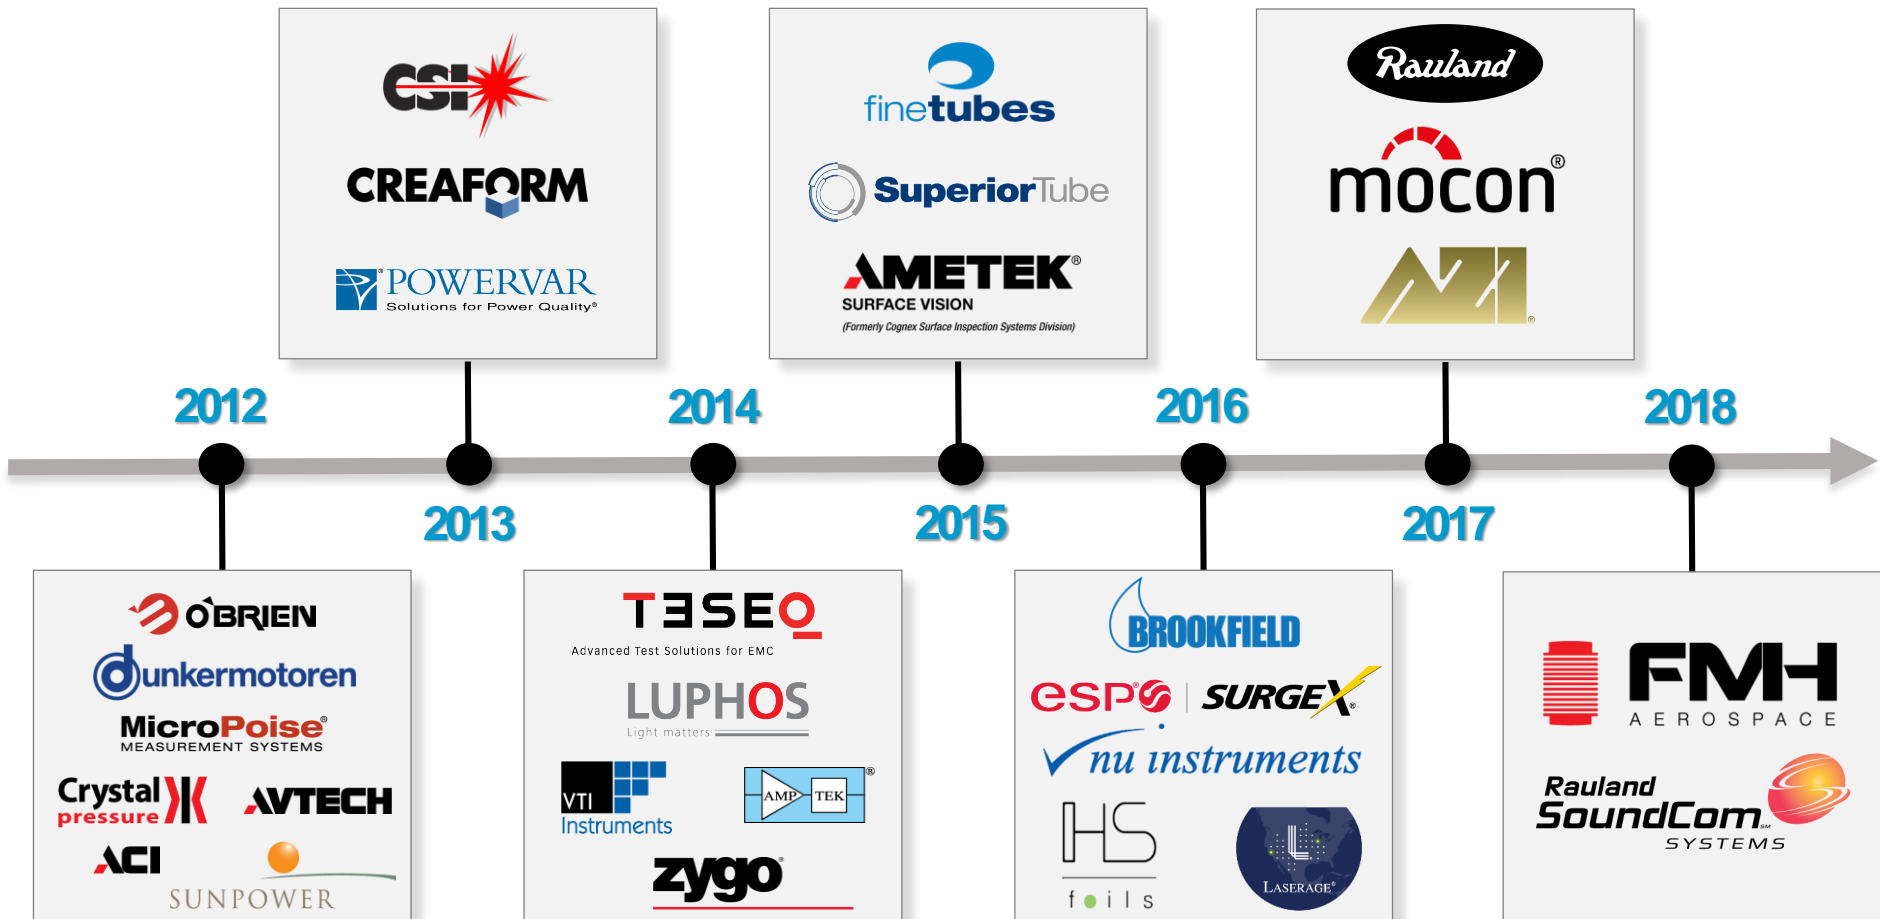 CSI
CREAFORM
® POWERVAR
Solutions for Power Quality®
finetubes
SuperiorTube
AMETEK®
SURFACE VISION
(Formerly Cognex Surface Inspection Systems Division)
Rauland
mocon®
AZI®
2012
2014
2016
2018
2013
2015
2017
O'BRIEN
dunkermotoren
MicroPoise®
MEASUREMENT SYSTEMS
Crystal
pressure
AVTECH
ACI
SUNPOWER
TESEQ
Advanced Test Solutions for EMC
LUPHOS
Light matters
VTI
Instruments
AMP TEK ®
zygo®
BROOKFIELD
esp® SURGEX®
nu instruments
HS
foils
L
LASERAGE®
FMH
AEROSPACE
Rauland
SoundCom SM
SYSTEMS